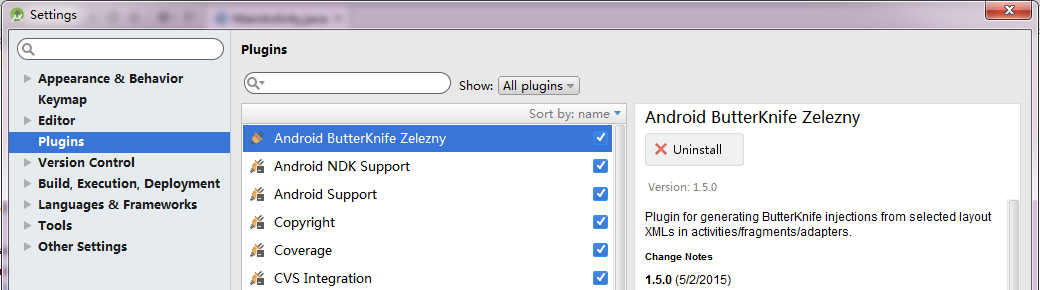 Settings
MainActivity.java
Appearance & Behavior
Keymap
Editor
Plugins
Version Control
Build, Execution, Deployment
Languages & Frameworks
Tools
Other Settings
Plugins
Show: All plugins
Sort by: name
Android ButterKnife Zelezny
Android NDK Support
Android Support
Copyright
Coverage
CVS Integration
Android ButterKnife Zelezny
Uninstall
Version: 1.5.0
Plugin for generating ButterKnife injections from selected layout
XMLs in activities/fragments/adapters.
Change Notes
1.5.0 (5/2/2015)